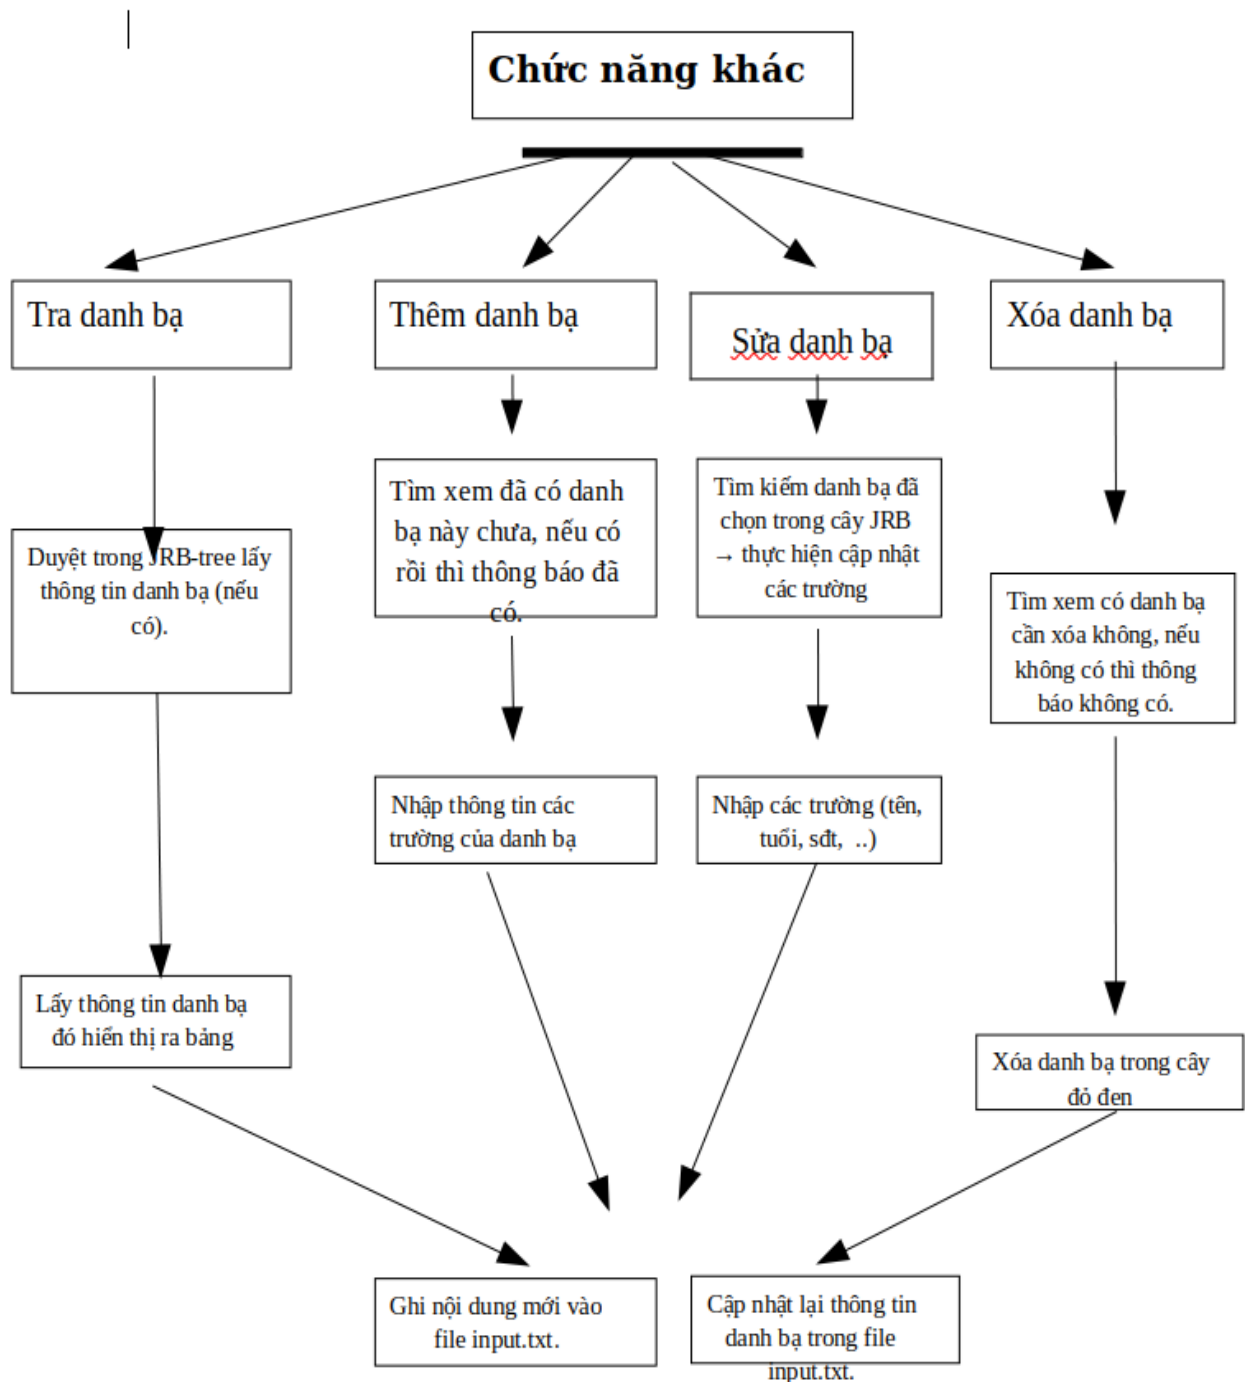 Chức năng khác
Tra danh bạ
Thêm danh bạ
Sửa danh bạ
Xóa danh bạ
Duyệt trong JRB-tree lấy
thông tin danh bạ (nếu
có).
Tìm xem đã có danh
bạ này chưa, nếu có
rồi thì thông báo đã
có.
Tìm kiếm danh bạ đã
chọn trong cây JRB
→ thực hiện cập nhật
các trường
Tìm xem có danh bạ
cần xóa không, nếu
không có thì thông
báo không có.
Nhập thông tin các
trường của danh bạ
Nhập các trường (tên,
tuổi, sđt, ..)
Lấy thông tin danh bạ
đó hiển thị ra bảng
Xóa danh bạ trong cây
đỏ đen
Ghi nội dung mới vào
file input.txt.
Cập nhật lại thông tin
danh bạ trong file
input.txt.